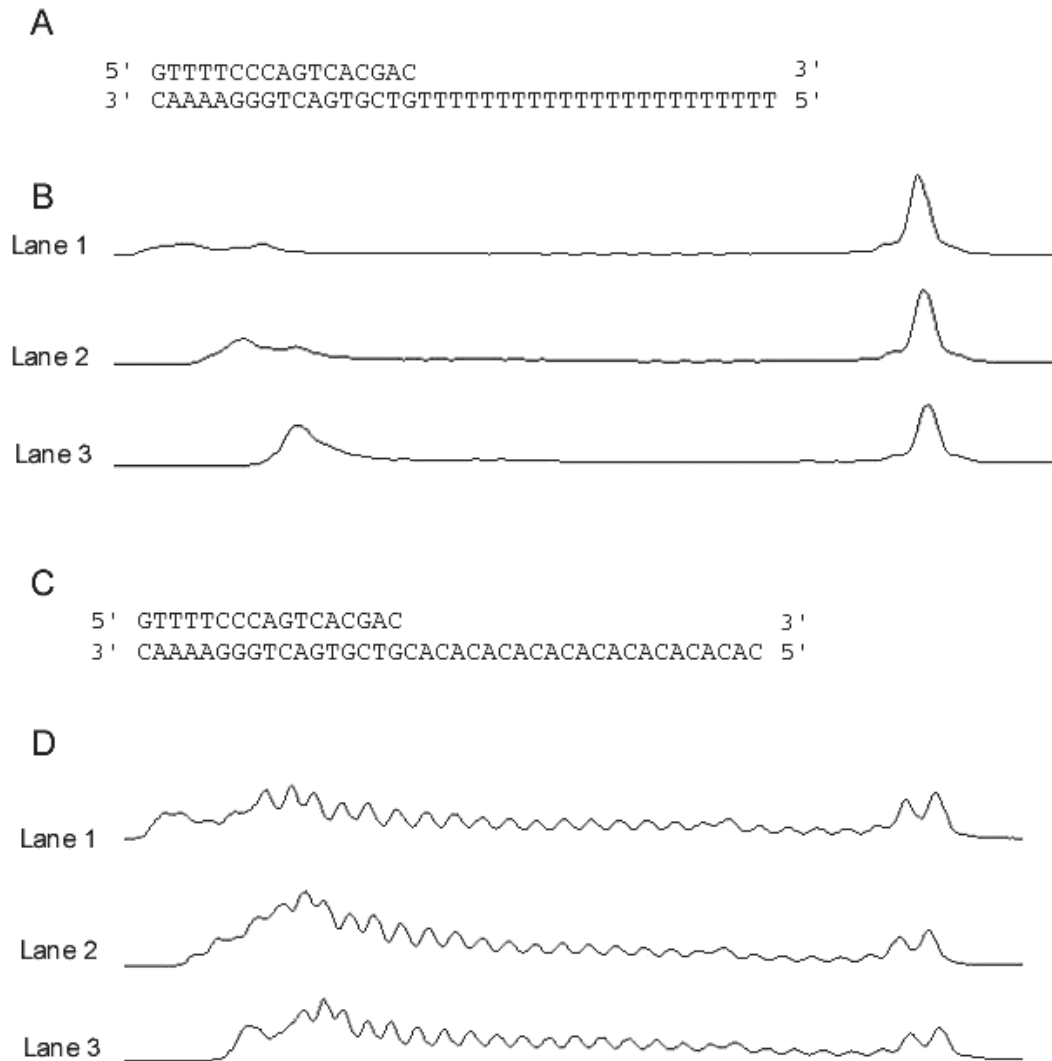 A
5' GTTTTCCCAGTCACGAC 3'
3' CAAAAGGGTCAGTGCTGTTTTTTTTTTTTTTTTTTTTTTT 5'
B
Lane 1
Lane 2
Lane 3
C
5' GTTTTCCCAGTCACGAC 3'
3' CAAAAGGGTCAGTGCTGCACACACACACACACACACACAC 5'
D
Lane 1
Lane 2
Lane 3